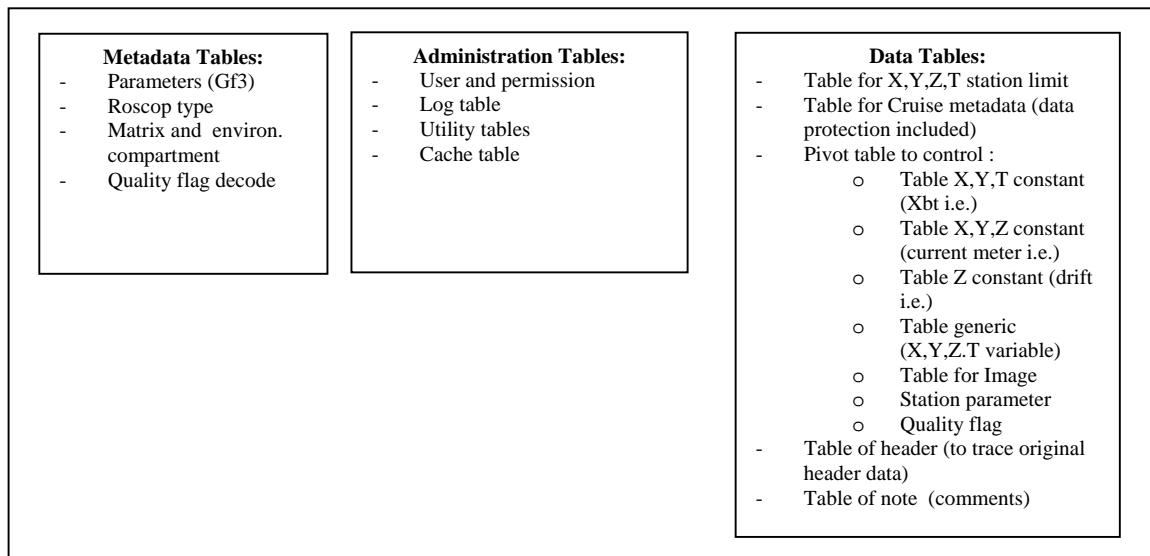 Metadata Tables:
- Parameters (Gf3)
- Roscop type
- Matrix and environ.
compartment
- Quality flag decode
Administration Tables:
- User and permission
- Log table
- Utility tables
- Cache table
Data Tables:
- Table for X,Y,Z,T station limit
- Table for Cruise metadata (data
protection included)
- Pivot table to control :
o Table X,Y,T constant
(Xbt i.e.)
o Table X,Y,Z constant
(current meter i.e.)
o Table Z constant (drift
i.e.)
o Table generic
(X,Y,Z.T variable)
o Table for Image
o Station parameter
o Quality flag
- Table of header (to trace original
header data)
- Table of note (comments)